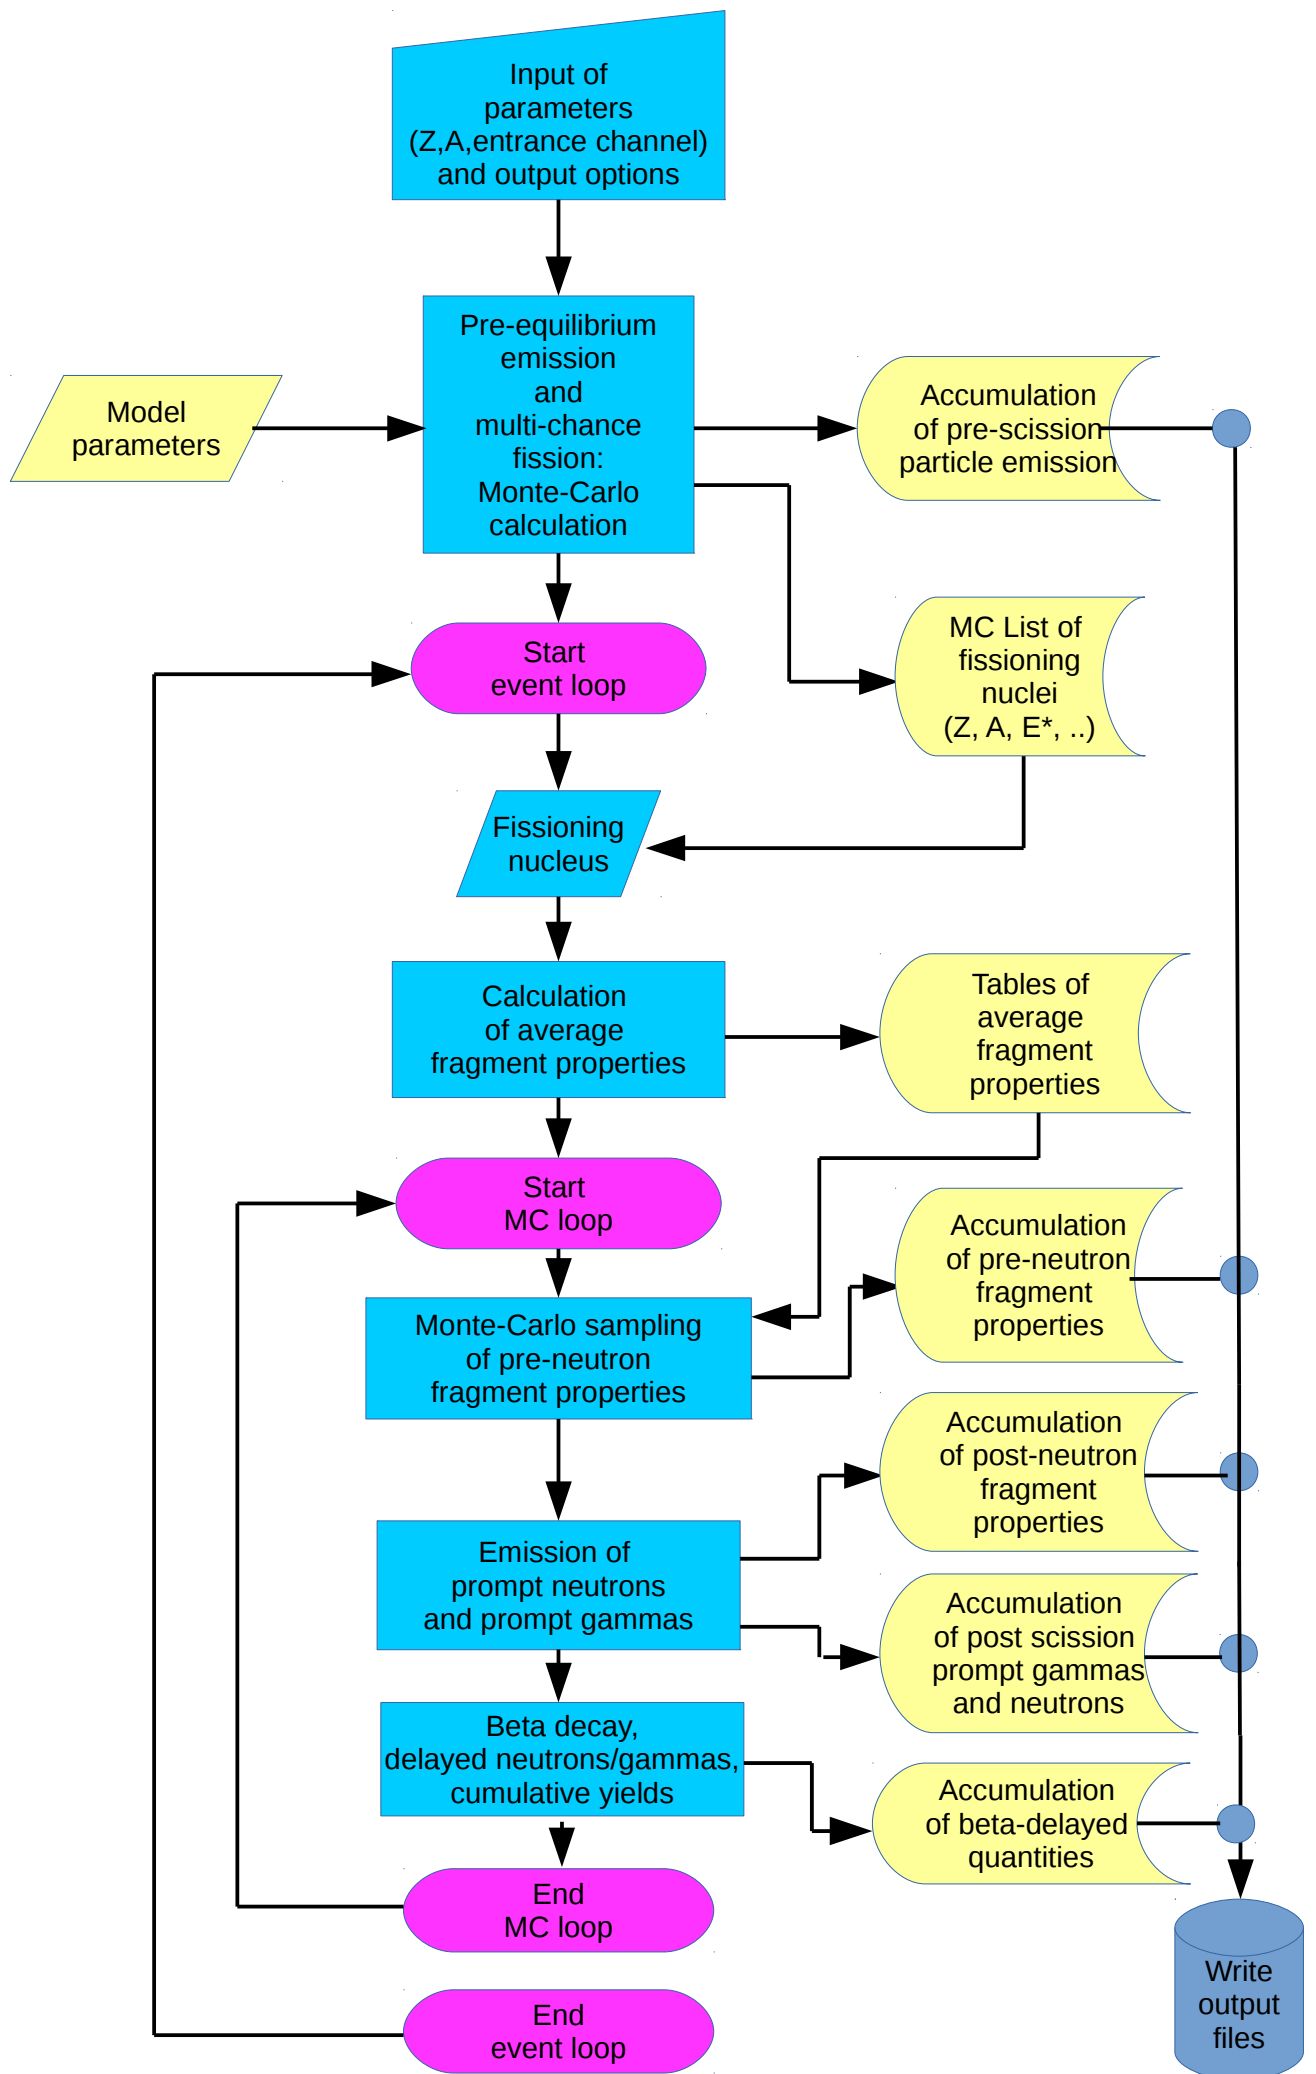 Input of
parameters
(Z,A,entrance channel)
and output options
Pre-equilibrium
emission
and
multi-chance
fission:
Monte-Carlo
calculation
Model
parameters
Accumulation
of pre-scission
particle emission
Start
event loop
MC List of
fissioning
nuclei
(Z, A, E*, ..)
Fissioning
nucleus
Calculation
of average
fragment properties
Tables of
average
fragment
properties
Start
MC loop
Accumulation
of pre-neutron
fragment
properties
Monte-Carlo sampling
of pre-neutron
fragment properties
Accumulation
of post-neutron
fragment
properties
Emission of
prompt neutrons
and prompt gammas
Accumulation
of post scission
prompt gammas
and neutrons
Beta decay,
delayed neutrons/gammas,
cumulative yields
Accumulation
of beta-delayed
quantities
End
MC loop
Write
output
files
End
event loop